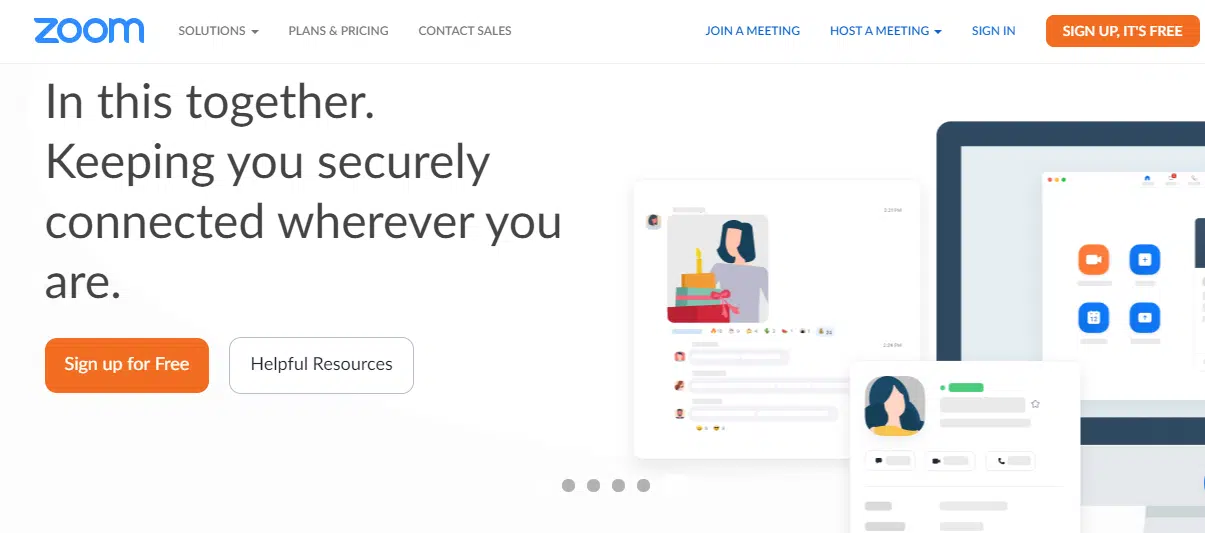 zoom
SOLUTIONS
PLANS & PRICING
CONTACT SALES
JOIN A MEETING
HOST A MEETING
SIGN IN
SIGN UP, IT'S FREE
In this together.
Keeping you securely
connected wherever you
are.
Sign up for Free
Helpful Resources